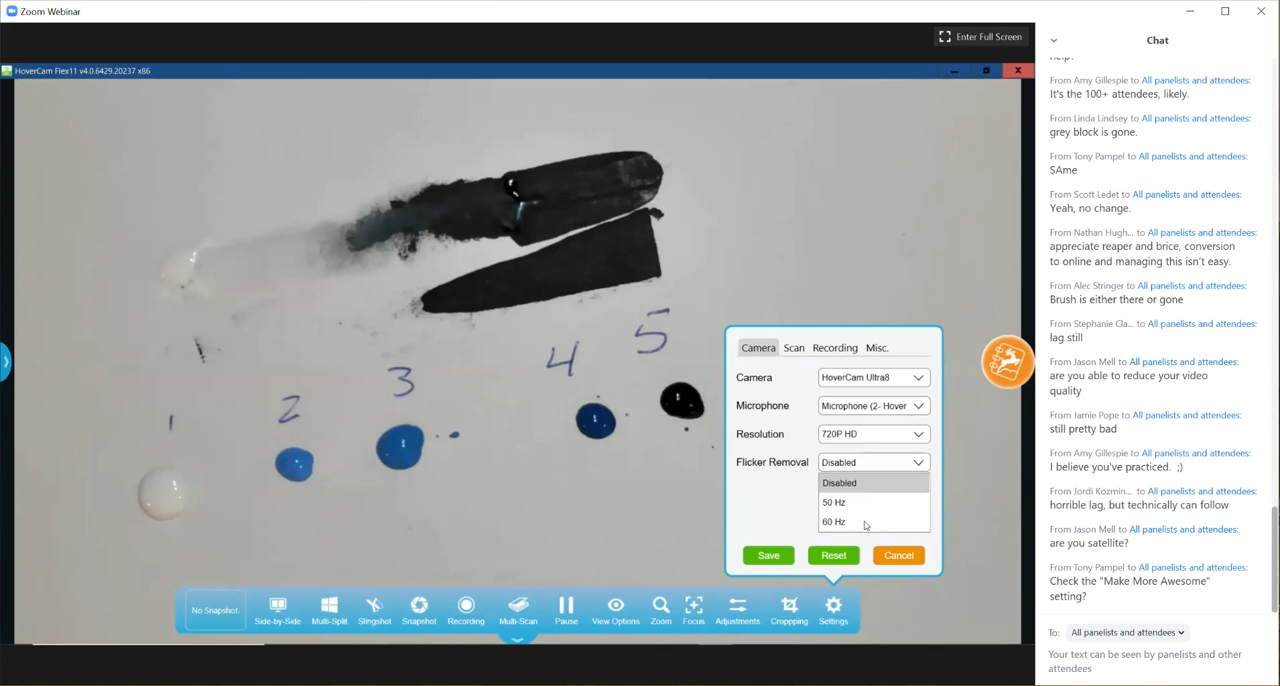 Zoom Webinar
Enter Full Screen
HoverCam Flex11 v4.0.6429.20237 x86
1
2
3
4
5
Camera Scan Recording Misc.
Camera HoverCam Ultra8
Microphone Microphone (2- Hover
Resolution 720P HD
Flicker Removal Disabled
Disabled
50 Hz
60 Hz
Save Reset Cancel
No Snapshot.
Side-by-Side Multi-Split Slingshot Snapshot Recording Multi-Scan Pause View Options Zoom Focus Adjustments Cropping Settings
Chat
help?
From Amy Gillespie to All panelists and attendees:
It's the 100+ attendees, likely.
From Linda Lindsey to All panelists and attendees:
grey block is gone.
From Tony Pampel to All panelists and attendees:
SAme
From Scott Ledet to All panelists and attendees:
Yeah, no change.
From Nathan Hugh... to All panelists and attendees:
appreciate reaper and brice, conversion
to online and managing this isn't easy.
From Alec Stringer to All panelists and attendees:
Brush is either there or gone
From Stephanie Cla... to All panelists and attendees:
lag still
From Jason Mell to All panelists and attendees:
are you able to reduce your video
quality
From Jamie Pope to All panelists and attendees:
still pretty bad
From Amy Gillespie to All panelists and attendees:
I believe you've practiced. ;)
From Jordi Kozmin... to All panelists and attendees:
horrible lag, but technically can follow
From Jason Mell to All panelists and attendees:
are you satellite?
From Tony Pampel to All panelists and attendees:
Check the "Make More Awesome"
setting?
To: All panelists and attendees
Your text can be seen by panelists and other
attendees